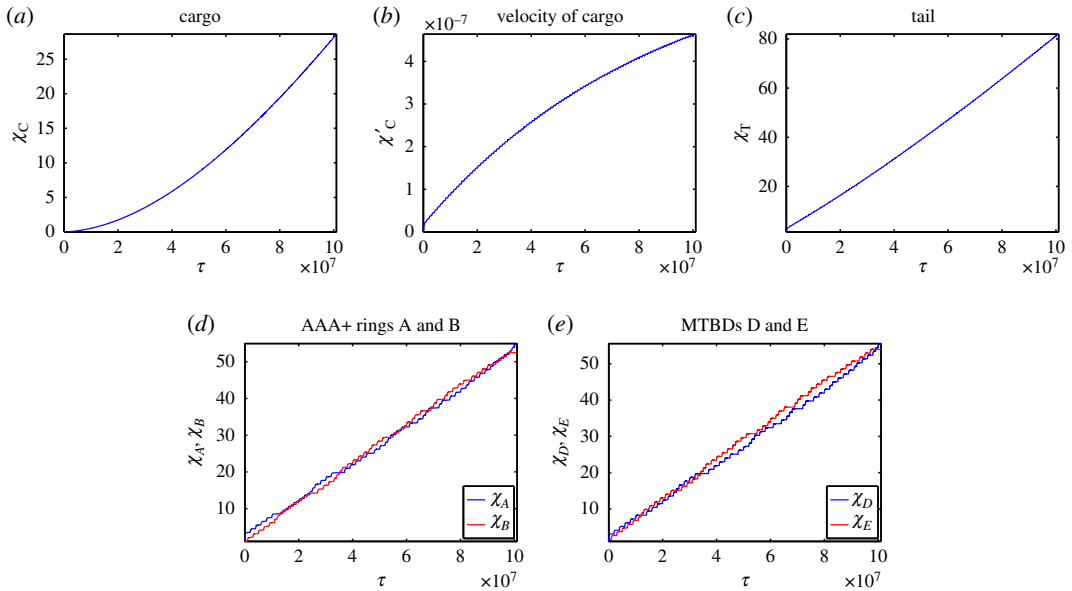 (a) cargo
χC
25
20
15
10
5
0
0 2 4 6 8 10
τ ×10⁷
(b) velocity of cargo
×10⁻⁷
χ′C
4
3
2
1
0
0 2 4 6 8 10
τ ×10⁷
(c) tail
χT
80
60
40
20
0 2 4 6 8 10
τ ×10⁷
(d) AAA+ rings A and B
χA, χB
50
40
30
20
10
χA
χB
0 2 4 6 8 10
τ ×10⁷
(e) MTBDs D and E
χD, χE
50
40
30
20
10
χD
χE
0 2 4 6 8 10
τ ×10⁷